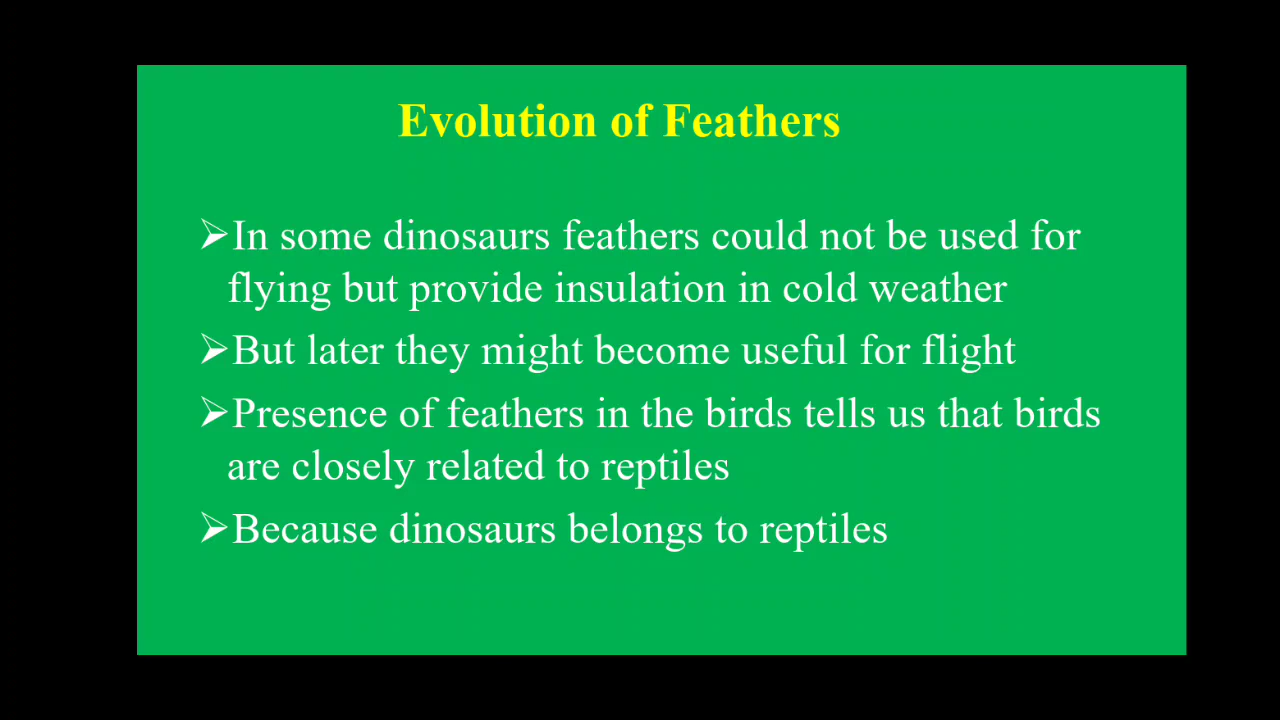 Evolution of Feathers
➢In some dinosaurs feathers could not be used for
flying but provide insulation in cold weather
➢But later they might become useful for flight
➢Presence of feathers in the birds tells us that birds
are closely related to reptiles
➢Because dinosaurs belongs to reptiles